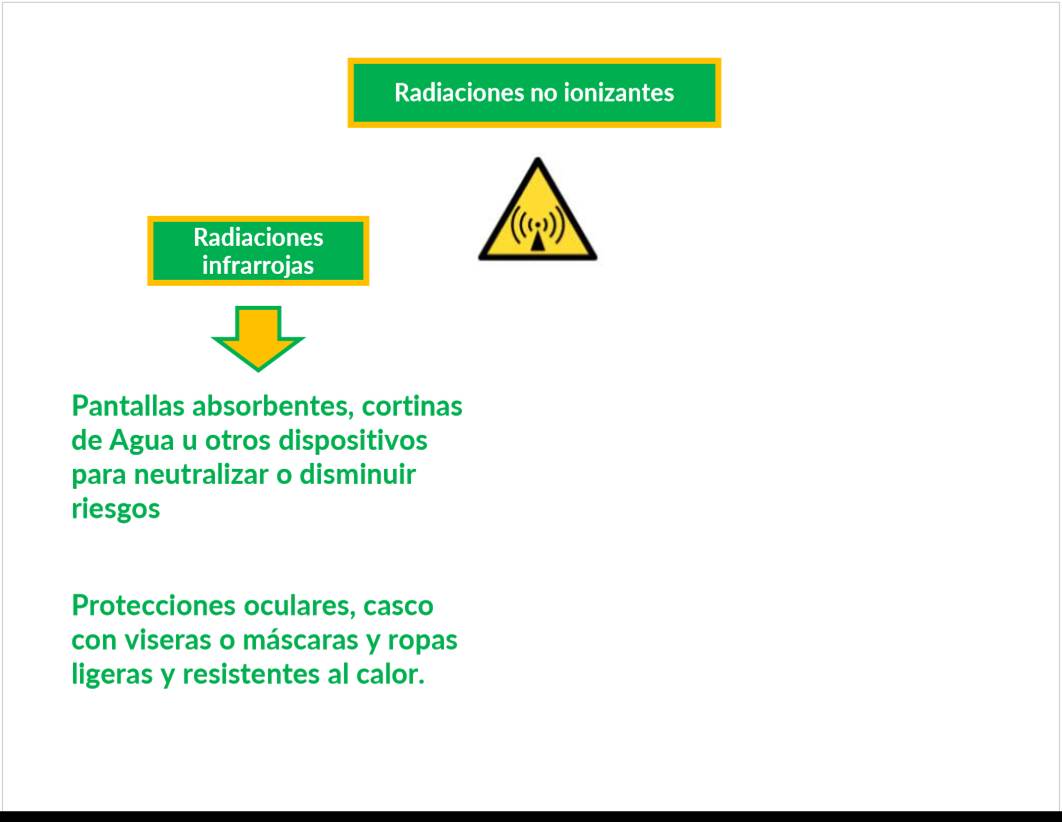 Radiaciones no ionizantes
Radiaciones
infrarrojas
Pantallas absorbentes, cortinas
de Agua u otros dispositivos
para neutralizar o disminuir
riesgos
Protecciones oculares, casco
con viseras o máscaras y ropas
ligeras y resistentes al calor.